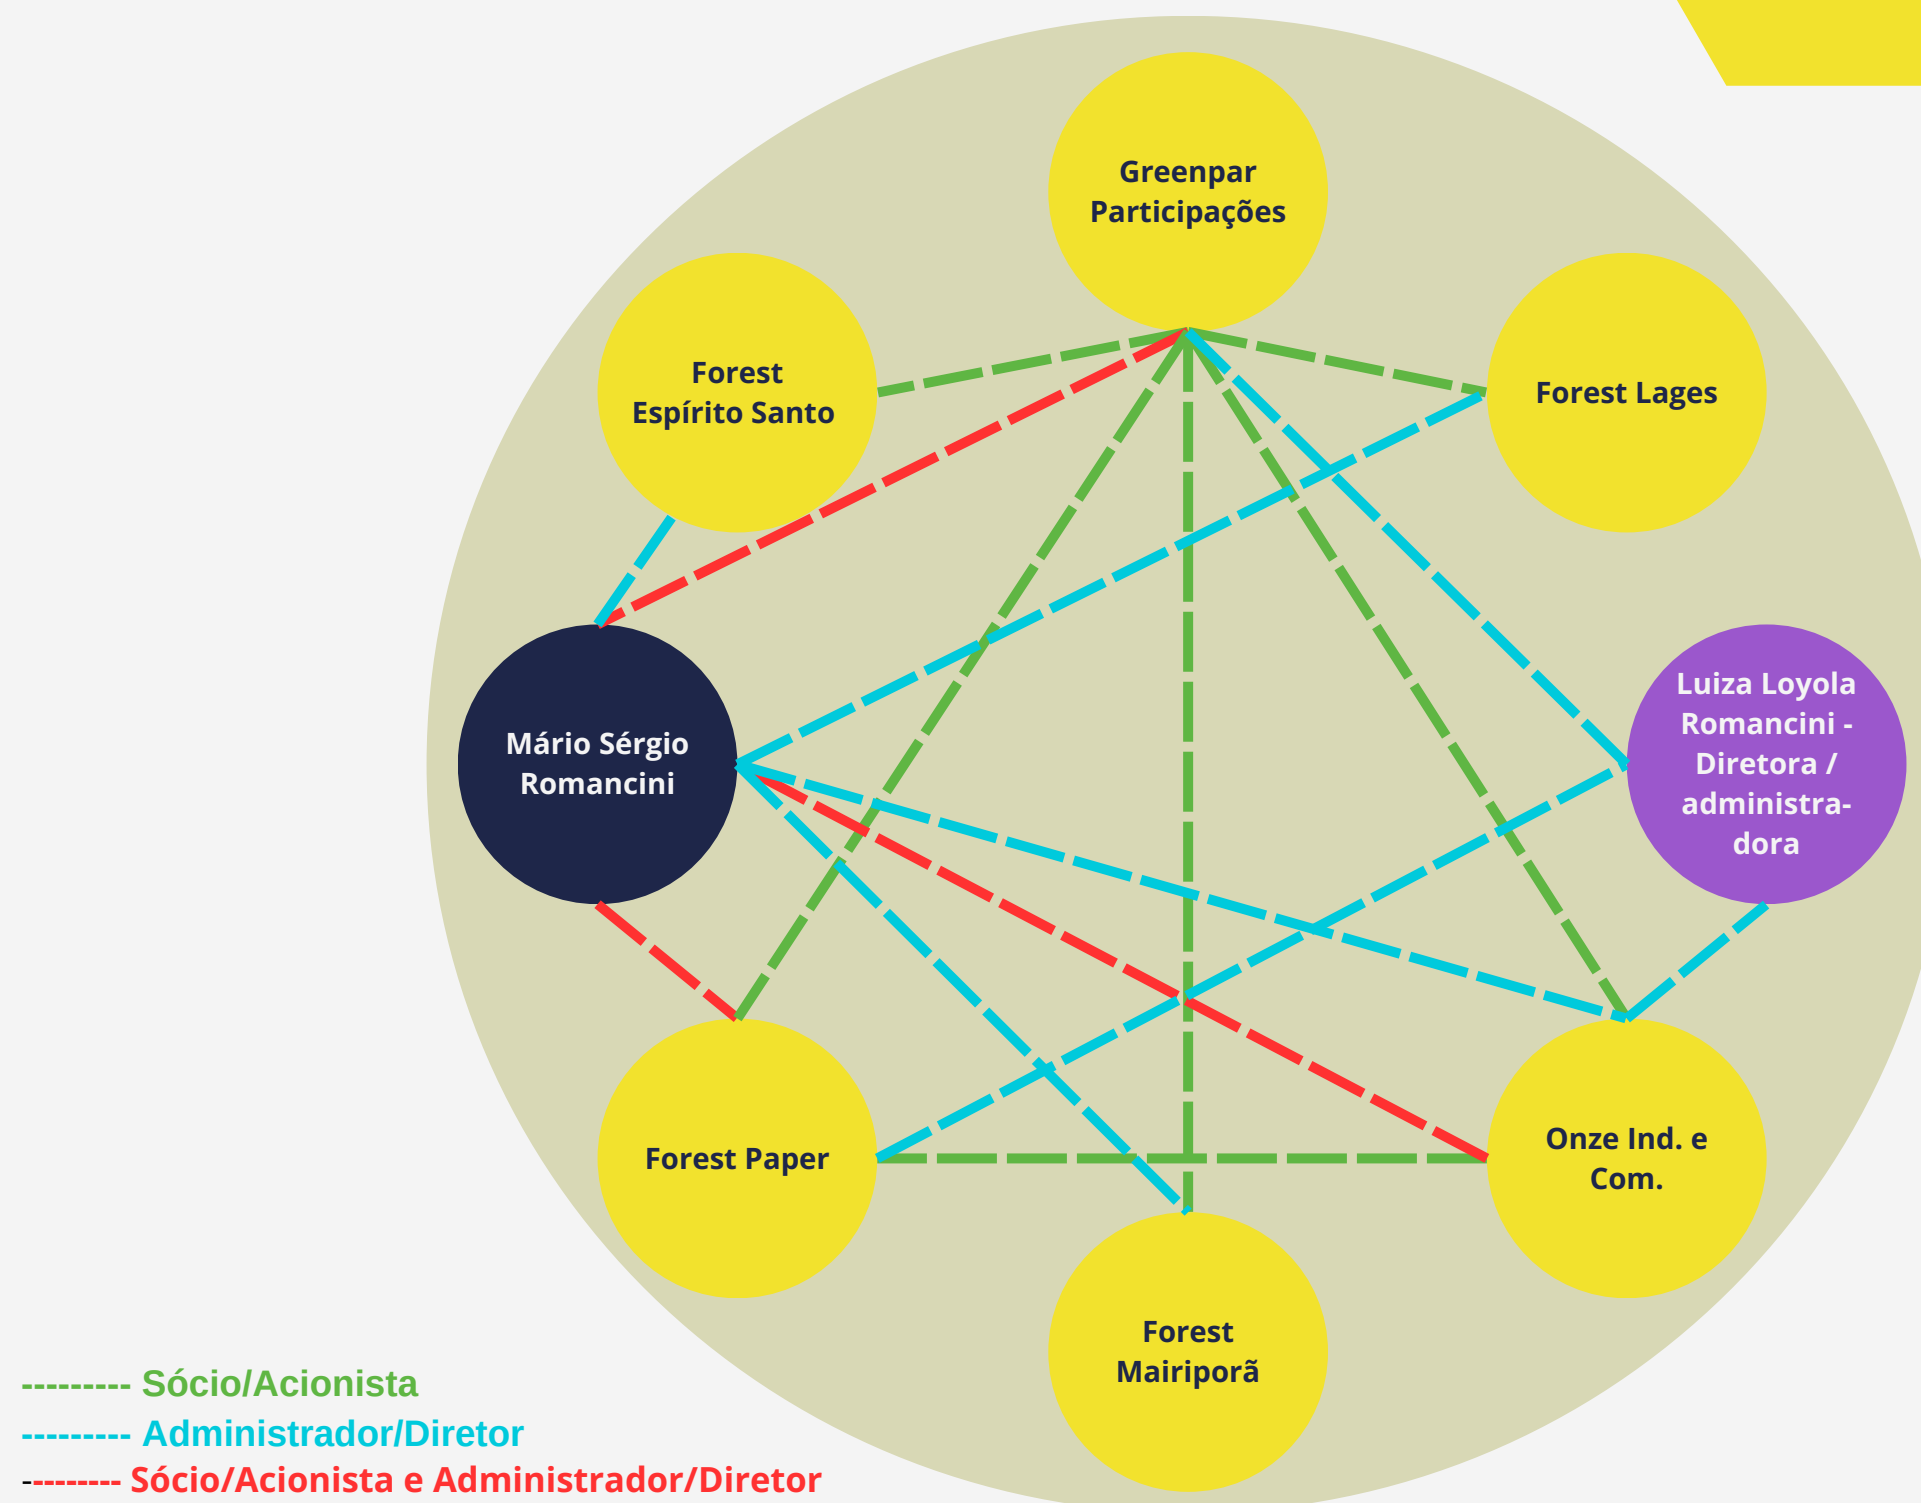 Greenpar
Participações
Forest
Espírito Santo
Forest Lages
Mário Sérgio
Romancini
Luiza Loyola
Romancini -
Diretora /
administra-
dora
Forest Paper
Onze Ind. e
Com.
Forest
Mairiporã
--------- Sócio/Acionista
--------- Administrador/Diretor
--------- Sócio/Acionista e Administrador/Diretor